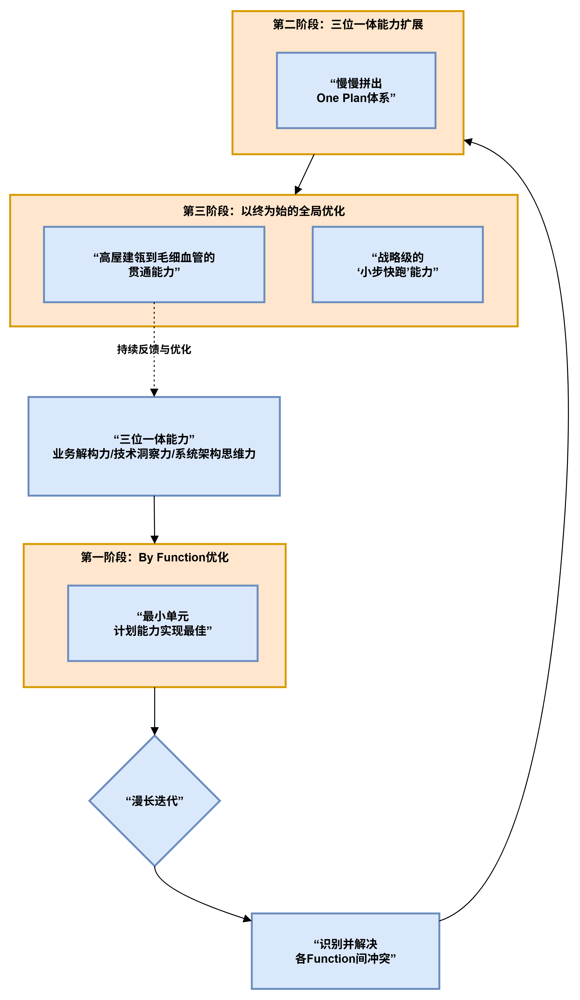 第二阶段：三位一体能力扩展
“慢慢拼出
One Plan体系”
第三阶段：以终为始的全局优化
“高屋建瓴到毛细血管的
贯通能力”
“战略级的
‘小步快跑’能力”
持续反馈与优化
“三位一体能力”
业务解构力/技术洞察力/系统架构思维力
第一阶段：By Function优化
“最小单元
计划能力实现最佳”
“漫长迭代”
“识别并解决
各Function间冲突”